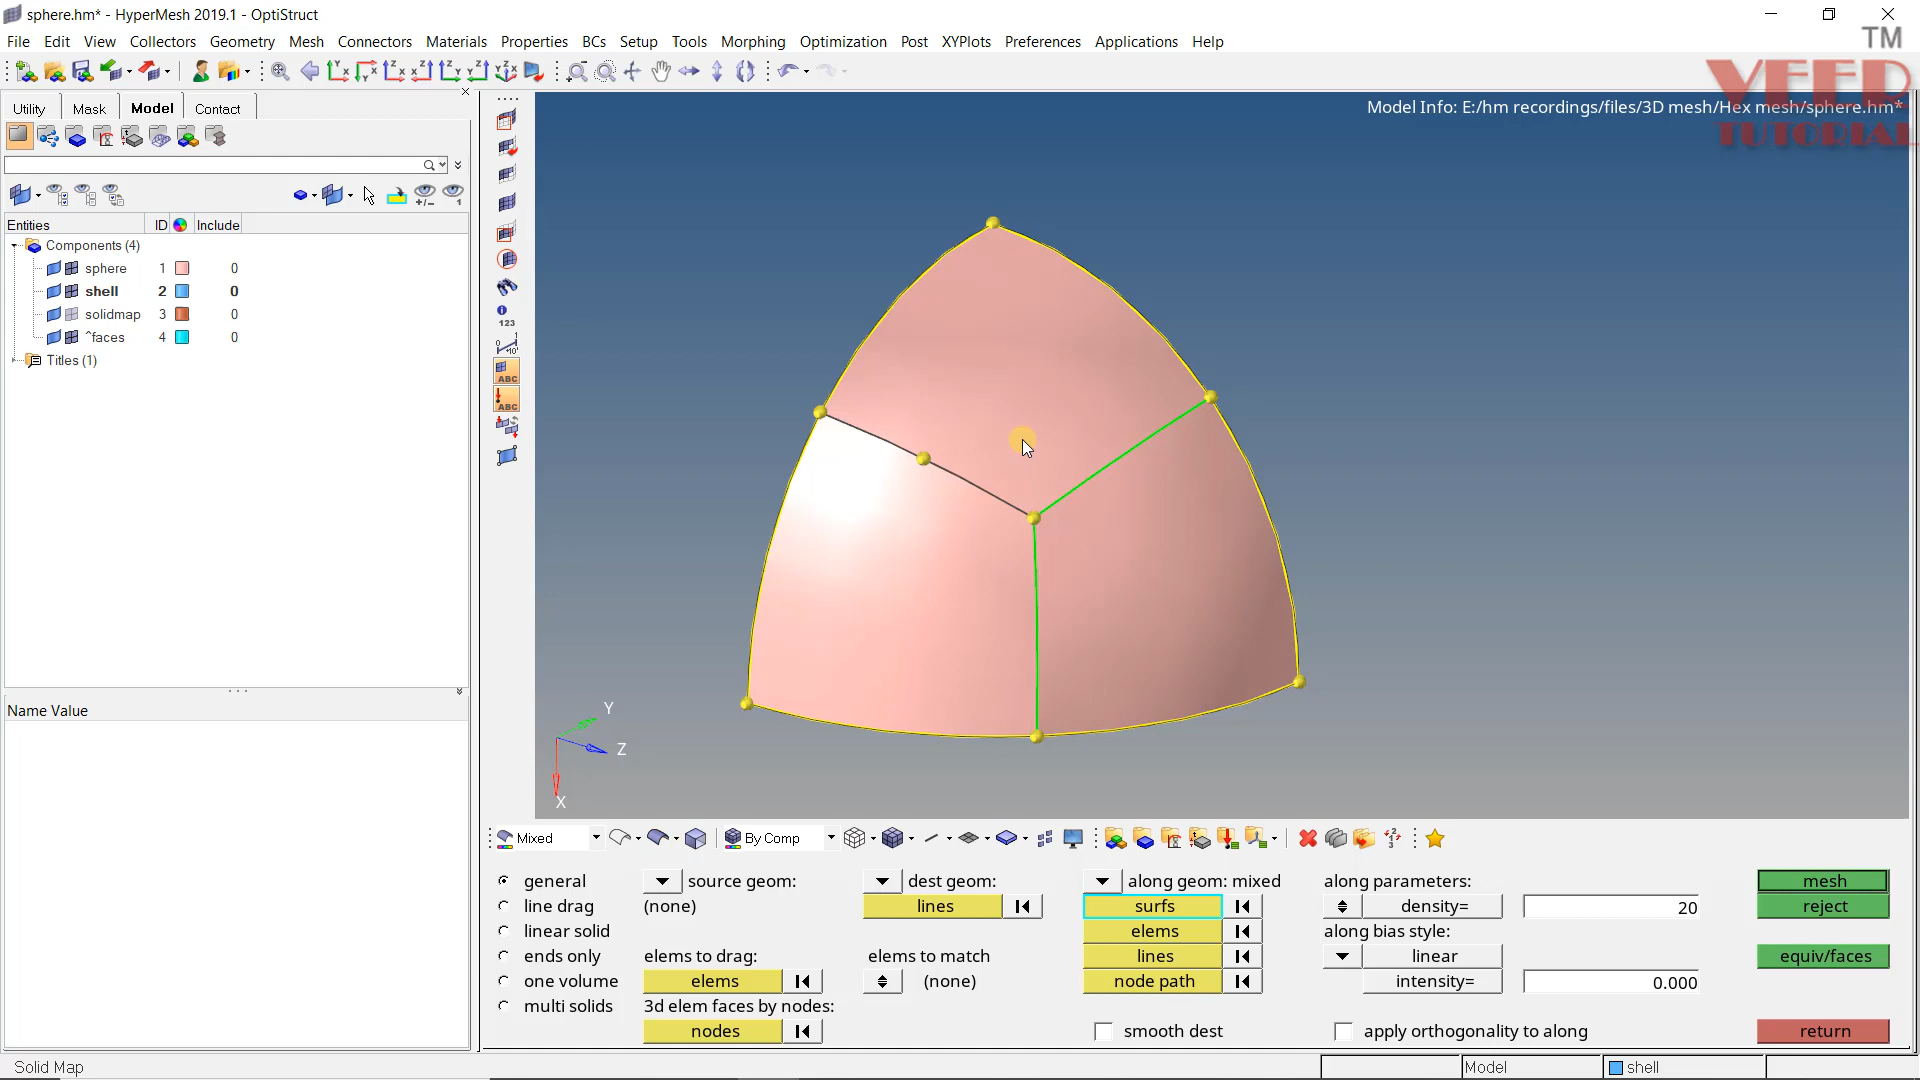 sphere.hm* - HyperMesh 2019.1 - OptiStruct
File Edit View Collectors Geometry Mesh Connectors Materials Properties BCs Setup Tools Morphing Optimization Post XYPlots Preferences Applications Help
TM
VEER
TUTORIAL
Utility Mask Model Contact
Model Info: E:/hm recordings/files/3D mesh/Hex mesh/sphere.hm*
Entities ID Include
Components (4)
sphere 1 0
shell 2 0
solidmap 3 0
^faces 4 0
Titles (1)
123
ABC
ABC
Name Value
Y
Z
X
Mixed By Comp
general source geom: dest geom: along geom: mixed along parameters: mesh
line drag (none) lines surfs density= 20 reject
linear solid elems along bias style:
ends only elems to drag: elems to match lines linear equiv/faces
one volume elems (none) node path intensity= 0.000
multi solids 3d elem faces by nodes:
nodes smooth dest apply orthogonality to along return
Solid Map Model shell